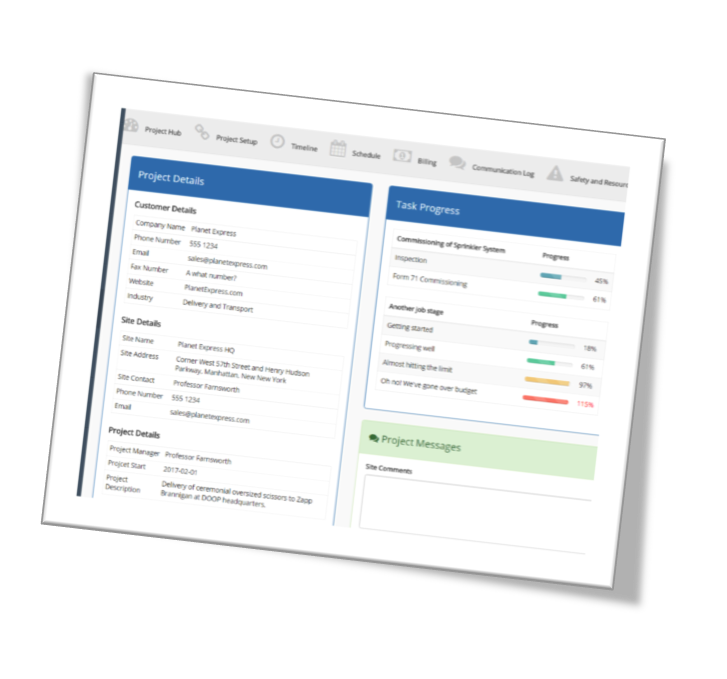 Project Hub
Project Setup
Timeline
Schedule
Billing
Communication Log
Safety and Resour
Project Details
Customer Details
Company Name Planet Express
Phone Number 555 1234
Email sales@planetexpress.com
Fax Number A what number?
Website PlanetExpress.com
Industry Delivery and Transport
Site Details
Site Name Planet Express HQ
Site Address Corner West 57th Street and Henry Hudson
Parkway, Manhattan, New New York
Site Contact Professor Farnsworth
Phone Number 555 1234
Email sales@planetexpress.com
Project Details
Project Manager Professor Farnsworth
Project Start 2017-02-01
Project
Description
Delivery of ceremonial oversized scissors to Zapp
Brannigan at DOOP headquarters.
Task Progress
Commissioning of Sprinkler System Progress
Inspection 45%
Form 71 Commissioning 61%
Another job stage Progress
Getting started 18%
Progressing well 61%
Almost hitting the limit 97%
Oh no! We've gone over budget 115%
Project Messages
Site Comments